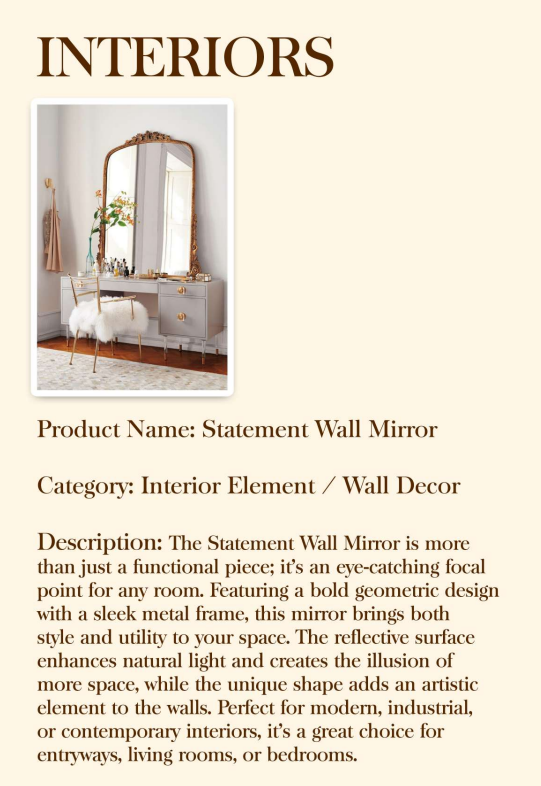 INTERIORS
Product Name: Statement Wall Mirror
Category: Interior Element / Wall Decor
Description: The Statement Wall Mirror is more
than just a functional piece; it's an eye-catching focal
point for any room. Featuring a bold geometric design
with a sleek metal frame, this mirror brings both
style and utility to your space. The reflective surface
enhances natural light and creates the illusion of
more space, while the unique shape adds an artistic
element to the walls. Perfect for modern, industrial,
or contemporary interiors, it's a great choice for
entryways, living rooms, or bedrooms.